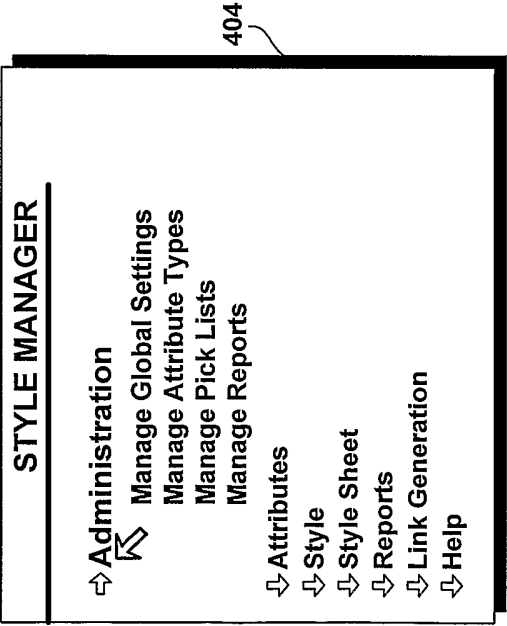 STYLE MANAGER
Administration
Manage Global Settings
Manage Attribute Types
Manage Pick Lists
Manage Reports
Attributes
Style
Style Sheet
Reports
Link Generation
Help
404